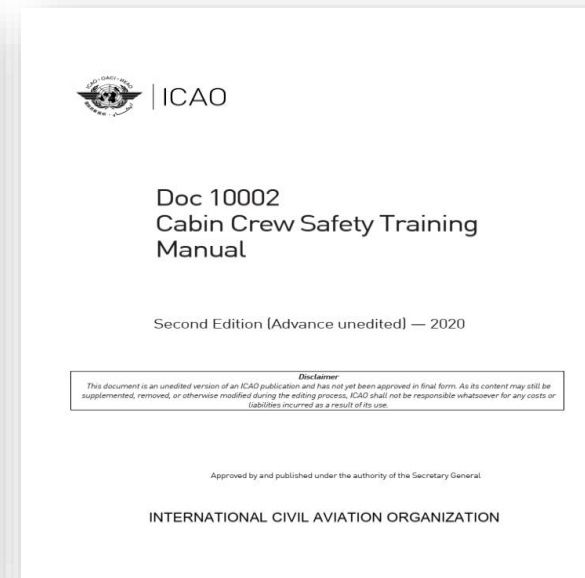 ICAO
Doc 10002
Cabin Crew Safety Training
Manual
Second Edition (Advance unedited) — 2020
Disclaimer
This document is an unedited version of an ICAO publication and has not yet been approved in final form. As its content may still be
supplemented, removed, or otherwise modified during the editing process, ICAO shall not be responsible whatsoever for any costs or
liabilities incurred as a result of its use.
Approved by and published under the authority of the Secretary General
INTERNATIONAL CIVIL AVIATION ORGANIZATION